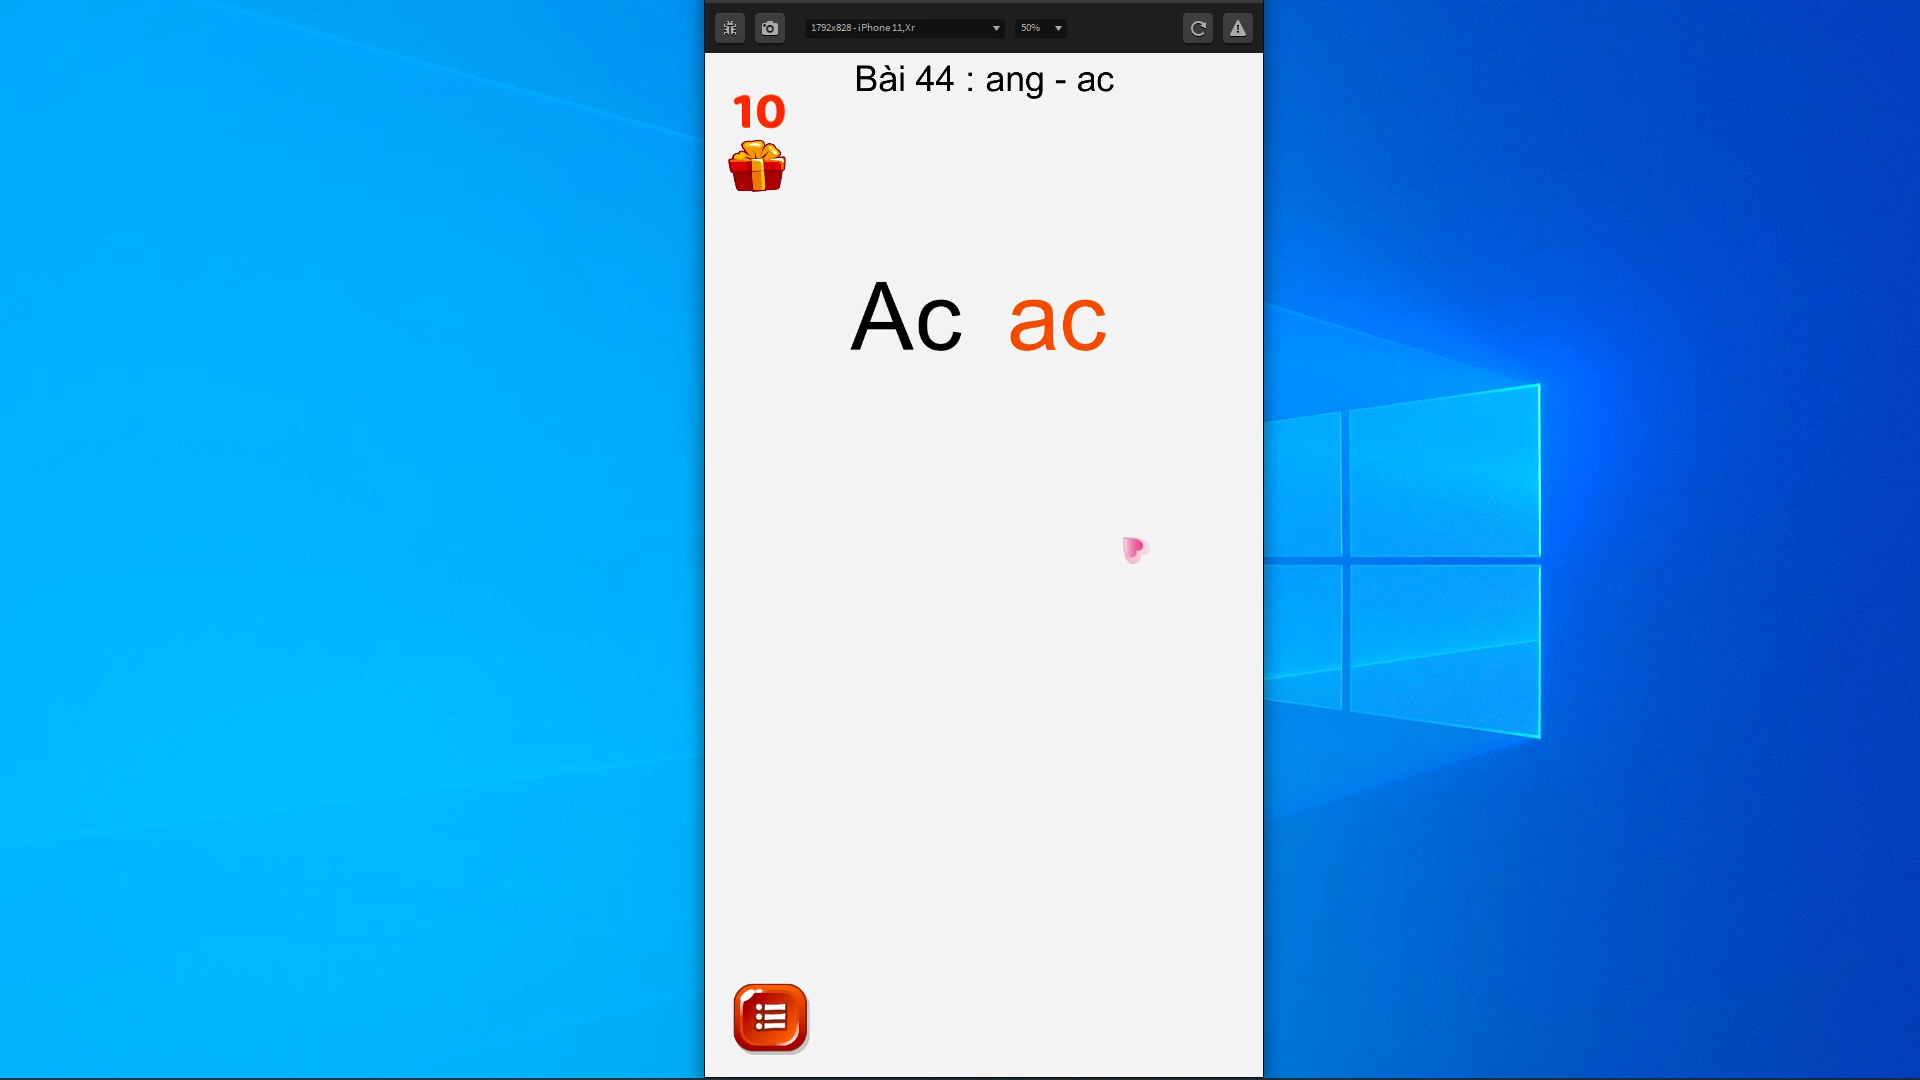 1792x828 - iPhone 11,Xr 50%
Bài 44 : ang - ac
10
Ac ac